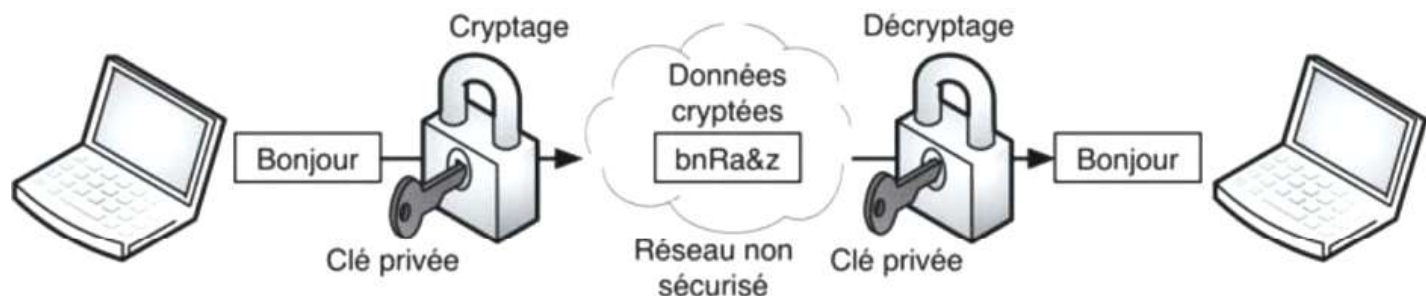 Cryptage
Décryptage
Données
cryptées
Bonjour
bnRa&z
Bonjour
Clé privée
Réseau non
sécurisé
Clé privée